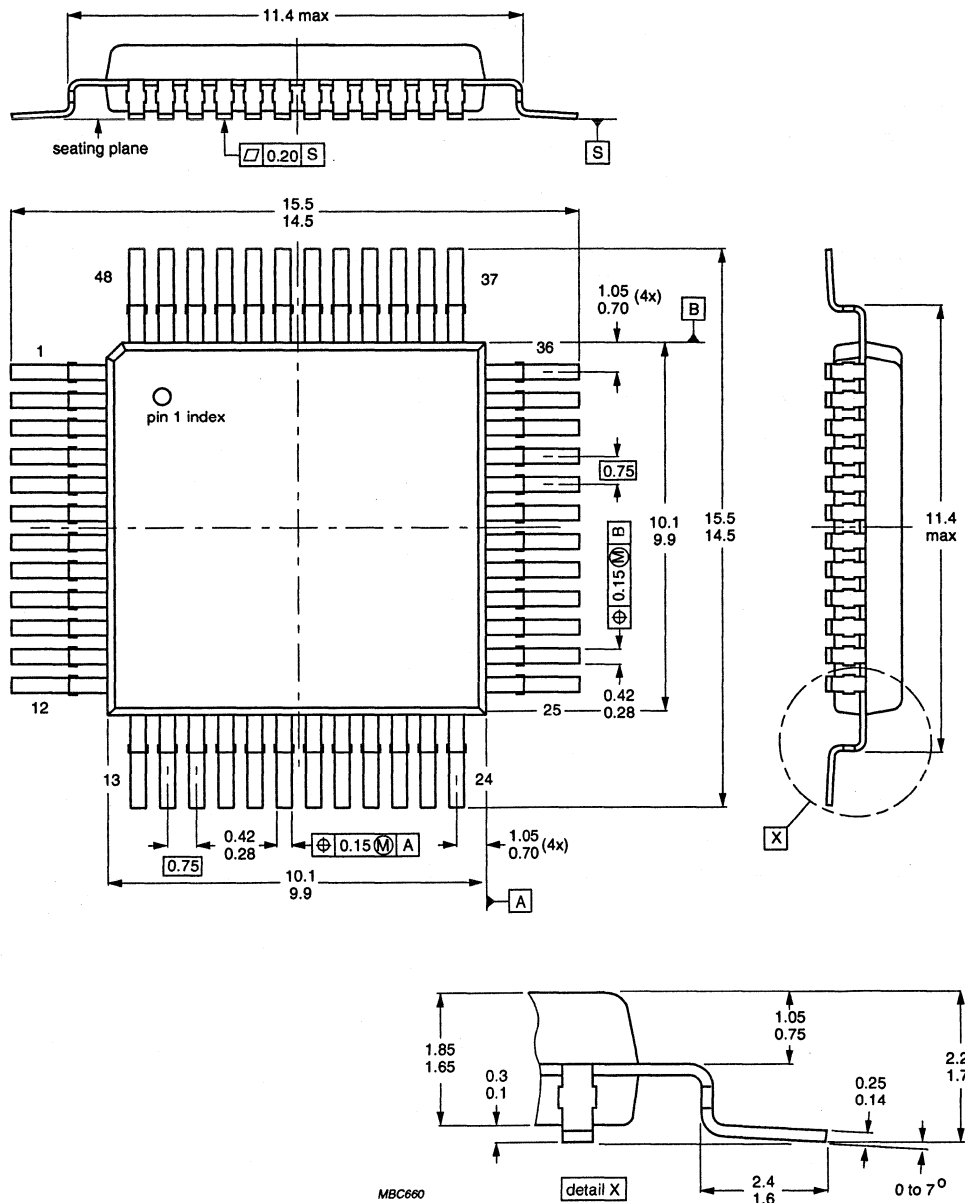 11.4 max
seating plane
0.20 S
S
15.5
14.5
48
37
1.05
0.70 (4x)
B
1
36
pin 1 index
0.75
10.1
9.9
15.5
14.5
11.4
max
0.15 M B
12
25
0.42
0.28
13
24
X
0.42
0.28
0.15 M A
1.05
0.70 (4x)
0.75
10.1
9.9
A
1.85
1.65
0.3
0.1
1.05
0.75
2.2
1.7
0.25
0.14
2.4
1.6
0 to 7°
MBC660
detail X